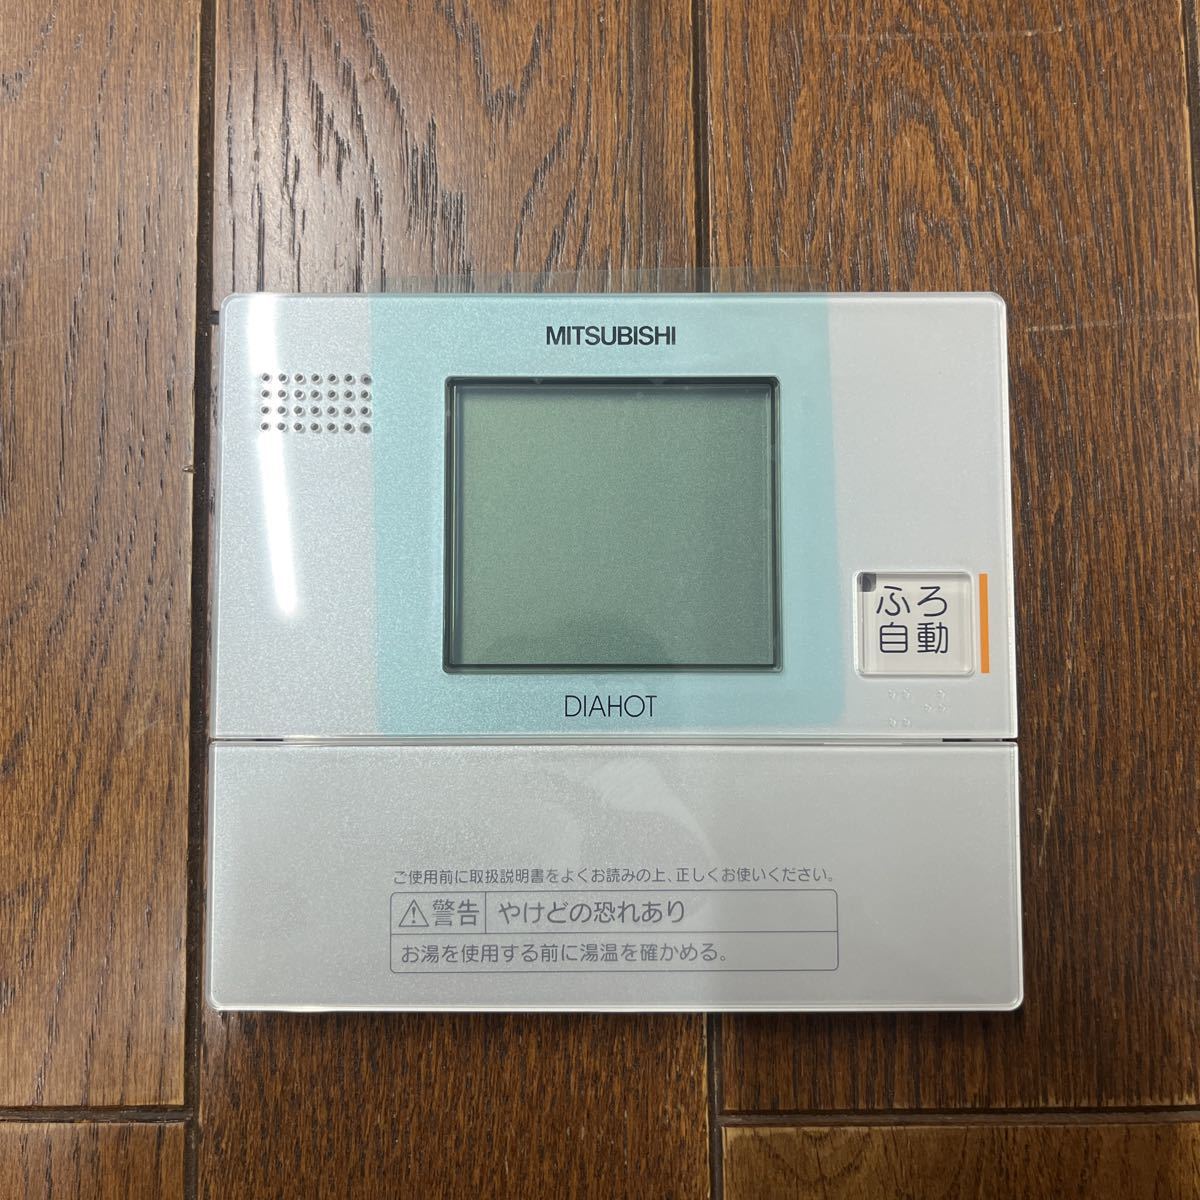 MITSUBISHI
ふろ
自動
DIAHOT
ご使用前に取扱説明書をよくお読みの上、正しくお使いください。
⚠警告 やけどの恐れあり
お湯を使用する前に湯温を確かめる。